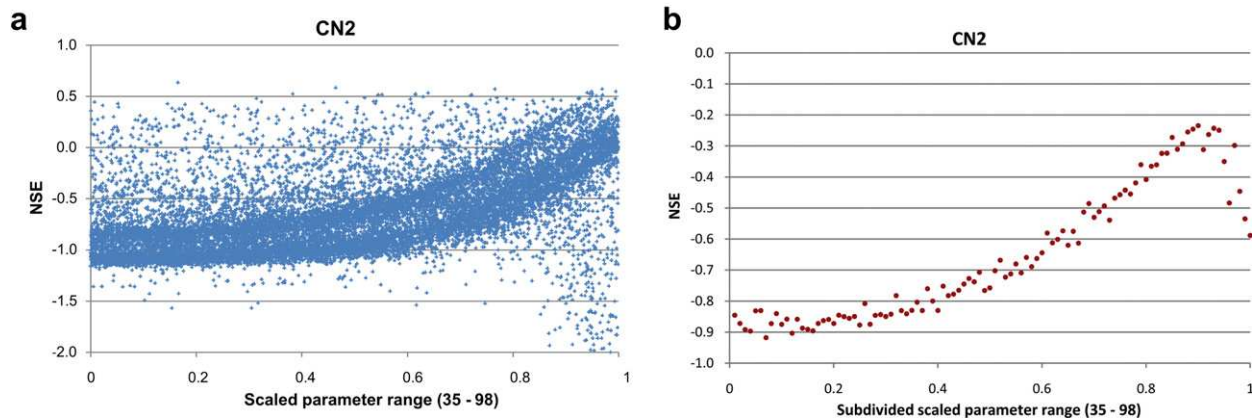 a
CN2
NSE
1.0
0.5
0.0
-0.5
-1.0
-1.5
-2.0
0 0.2 0.4 0.6 0.8 1
Scaled parameter range (35 - 98)
b
CN2
NSE
0.0
-0.1
-0.2
-0.3
-0.4
-0.5
-0.6
-0.7
-0.8
-0.9
-1.0
0 0.2 0.4 0.6 0.8 1
Subdivided scaled parameter range (35 - 98)